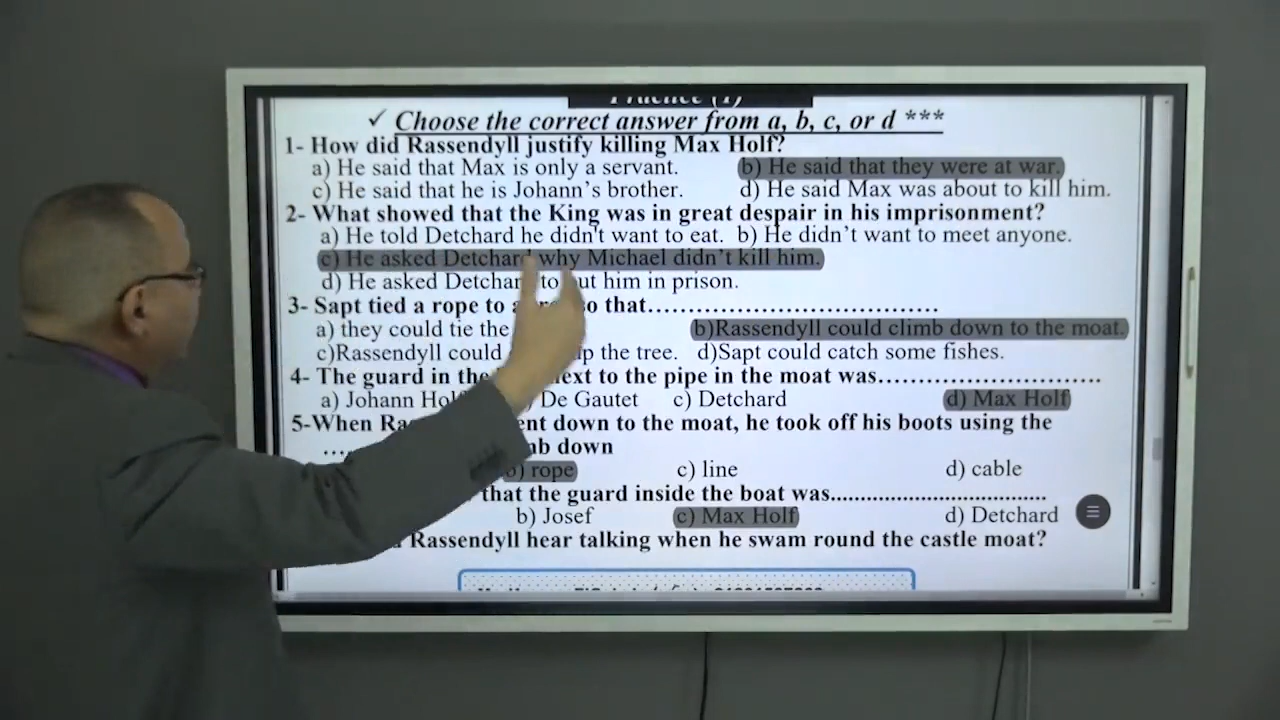 Practice (1)
✓ Choose the correct answer from a, b, c, or d ***
1- How did Rassendyll justify killing Max Holf?
a) He said that Max is only a servant. b) He said that they were at war.
c) He said that he is Johann's brother. d) He said Max was about to kill him.
2- What showed that the King was in great despair in his imprisonment?
a) He told Detchard he didn't want to eat. b) He didn't want to meet anyone.
c) He asked Detchard why Michael didn't kill him.
d) He asked Detchard to put him in prison.
3- Sapt tied a rope to a so that……………………………
a) they could tie the b)Rassendyll could climb down to the moat.
c)Rassendyll could up the tree. d)Sapt could catch some fishes.
4- The guard in the next to the pipe in the moat was………………………
a) Johann Holf De Gautet c) Detchard d) Max Holf
5-When down to the moat, he took off his boots using the
…. down
b) rope c) line d) cable
that the guard inside the boat was.............................................
b) Josef c) Max Holf d) Detchard
Rassendyll hear talking when he swam round the castle moat?